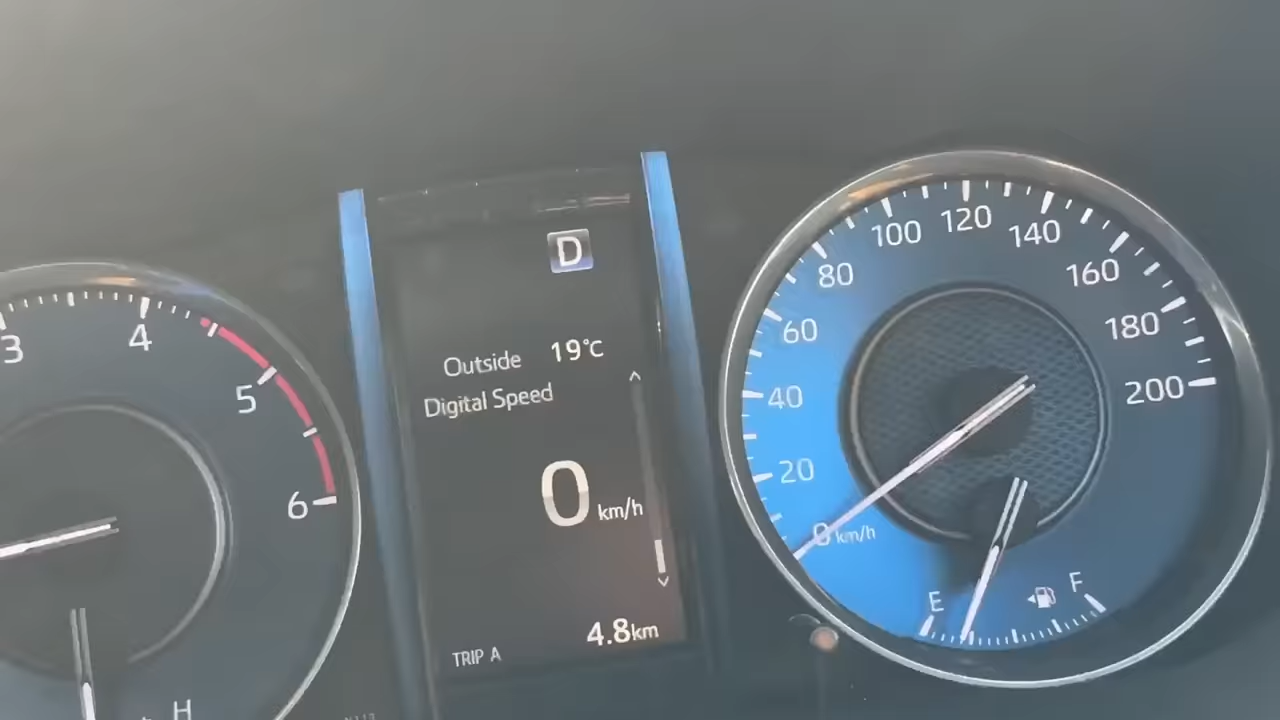 3
4
5
6
H
D
Outside 19°C
Digital Speed
0 km/h
4.8km
TRIP A
0 km/h
20
40
60
80
100
120
140
160
180
200
E
F